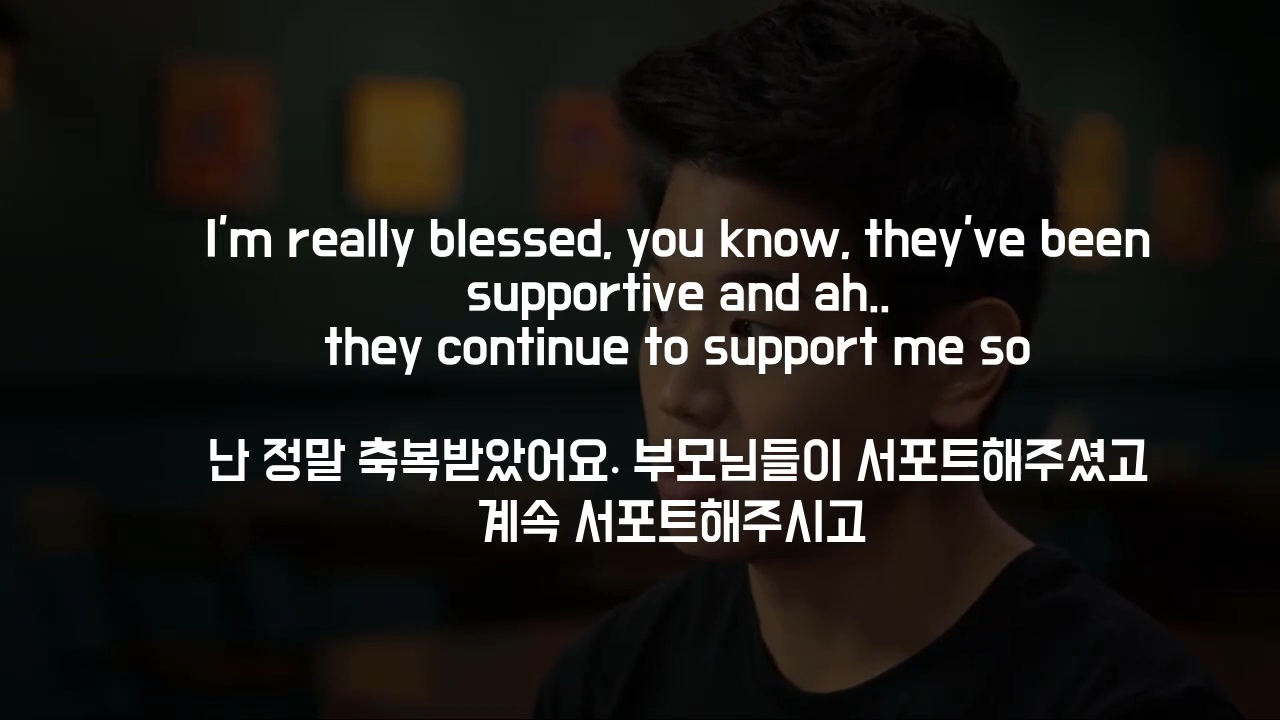 I'm really blessed, you know, they've been
supportive and ah..
they continue to support me so
난 정말 축복받았어요. 부모님들이 서포트해주셨고
계속 서포트해주시고